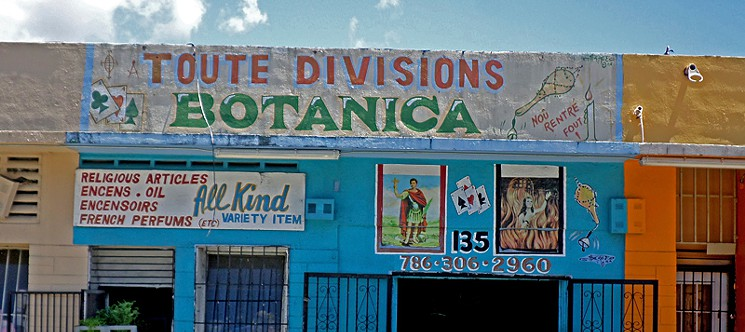 TOUTE DIVISIONS
BOTANICA
NOU
RENTRE
FOUT!
RELIGIOUS ARTICLES
ENCENS . OIL
ENCENSOIRS
FRENCH PERFUMS (ETC)
All Kind
VARIETY ITEM
135
786-306-2960